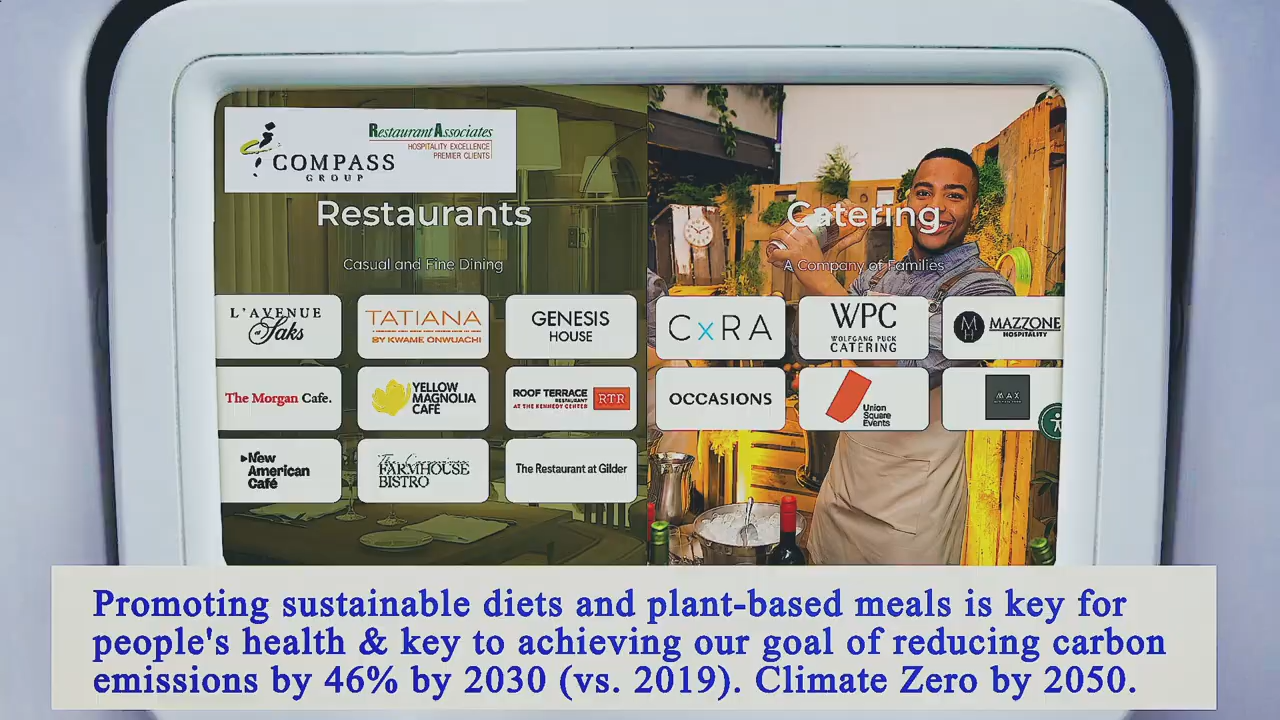 Restaurant Associates
HOSPITALITY EXCELLENCE
PREMIER CLIENTS
COMPASS
GROUP
Restaurants
Casual and Fine Dining
L'AVENUE
Saks
TATIANA
BY KWAME ONWUACHI
GENESIS
HOUSE
The Morgan Cafe.
YELLOW
MAGNOLIA
CAFÉ
ROOF TERRACE
RESTAURANT
AT THE KENNEDY CENTER
RTR
New
American
Café
FARMHOUSE
BISTRO
The Restaurant at Gilder
Catering
A Company of Families
CxRA
WPC
WOLFGANG PUCK
CATERING
M
H
MAZZONE
HOSPITALITY
OCCASIONS
Union
Square
Events
MAX
Promoting sustainable diets and plant-based meals is key for
people's health & key to achieving our goal of reducing carbon
emissions by 46% by 2030 (vs. 2019). Climate Zero by 2050.